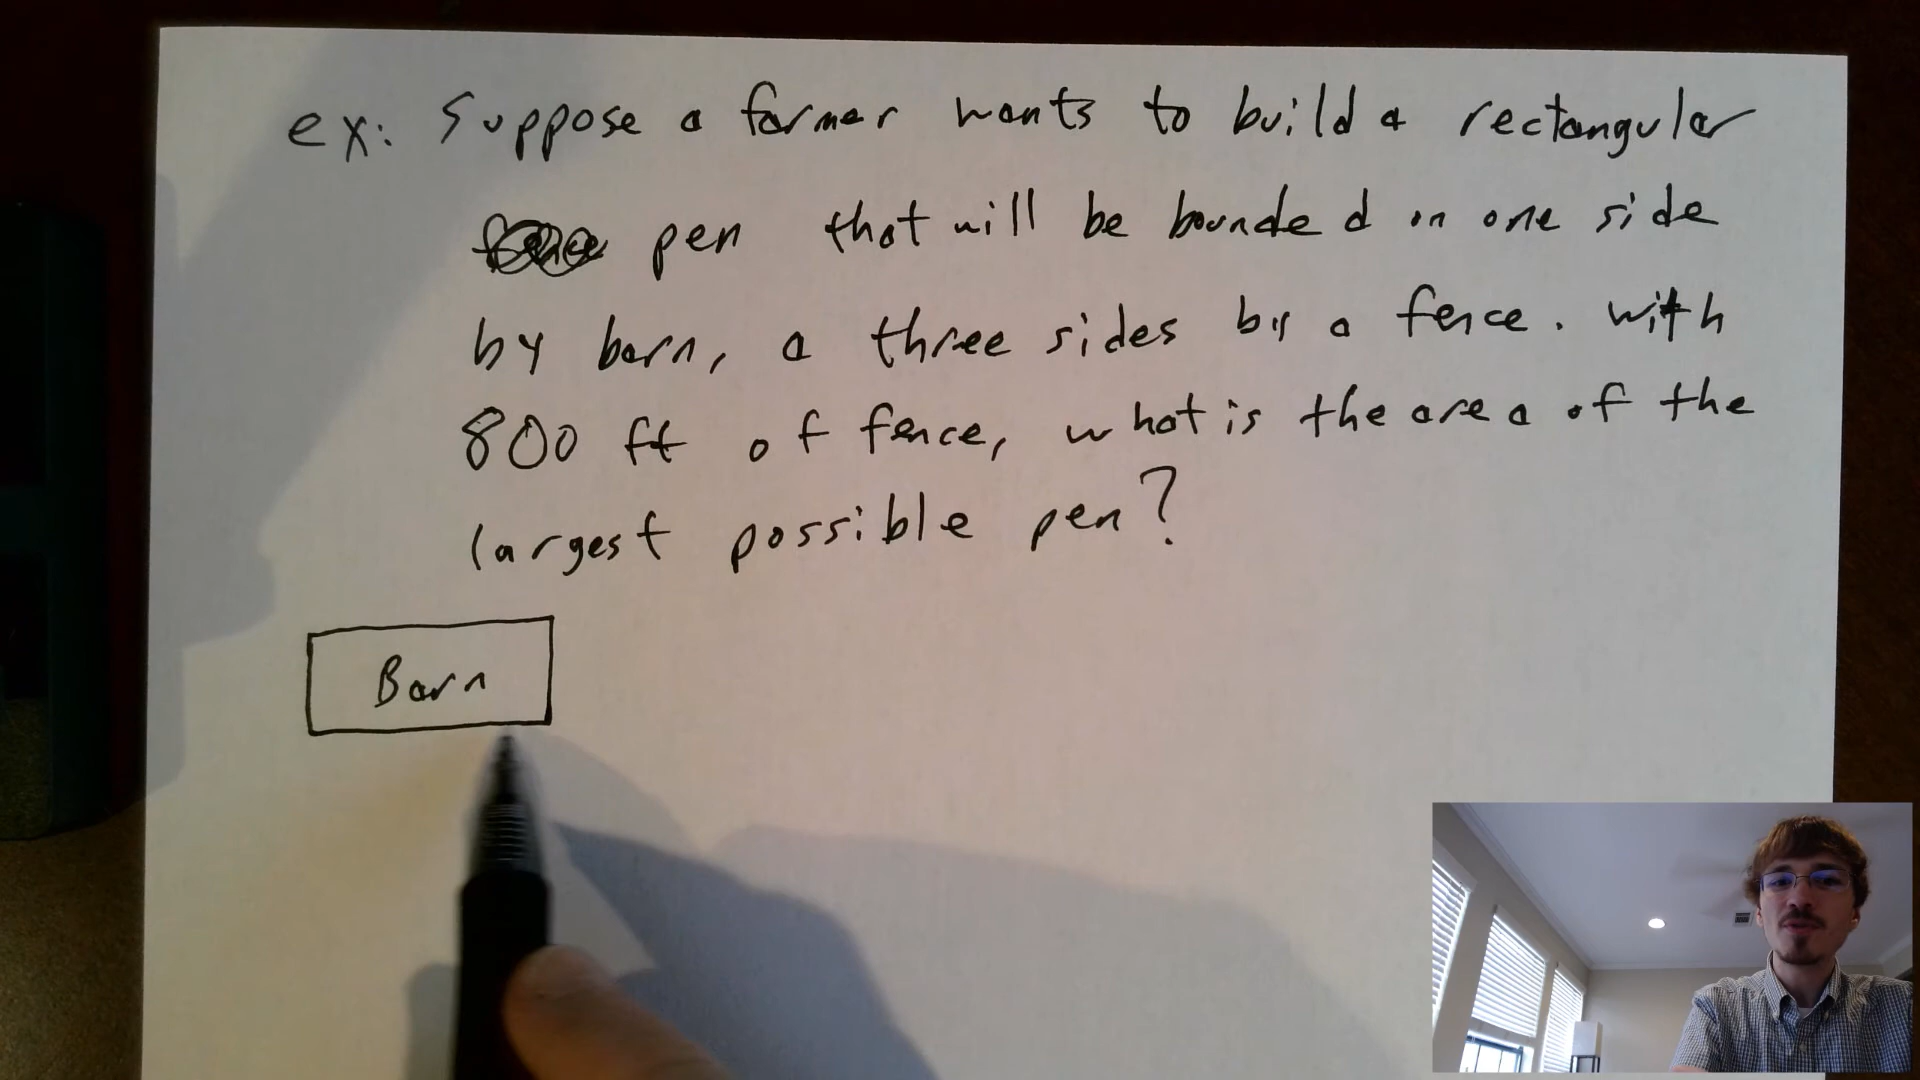 ex: Suppose a farmer wants to build a rectangular
pen that will be bounded on one side
by barn, a three sides by a fence. With
800 ft of fence, what is the area of the
largest possible pen?
Barn